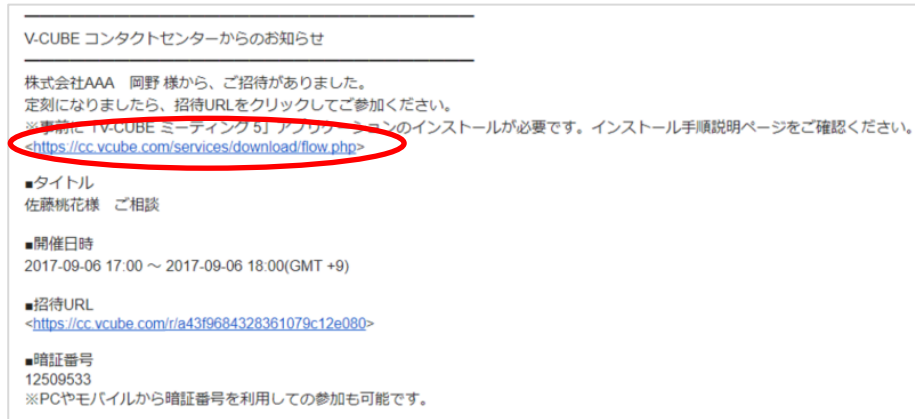 V-CUBE コンタクトセンターからのお知らせ
株式会社AAA　岡野 様から、ご招待がありました。
定刻になりましたら、招待URLをクリックしてご参加ください。
※事前に「V-CUBE ミーティング 5」アプリケーションのインストールが必要です。インストール手順説明ページをご確認ください。
<https://cc.vcube.com/services/download/flow.php>
■タイトル
佐藤桃花様　ご相談
■開催日時
2017-09-06 17:00 ～ 2017-09-06 18:00(GMT +9)
■招待URL
<https://cc.vcube.com/r/a43f9684328361079c12e080>
■暗証番号
12509533
※PCやモバイルから暗証番号を利用しての参加も可能です。